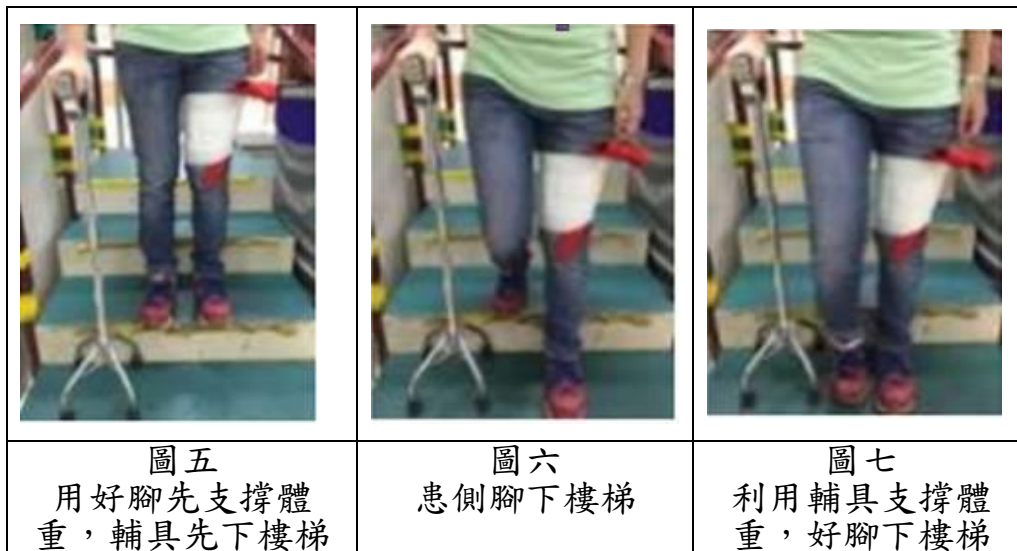 圖五
用好腳先支撐體
重，輔具先下樓梯
圖六
患側腳下樓梯
圖七
利用輔具支撐體
重，好腳下樓梯